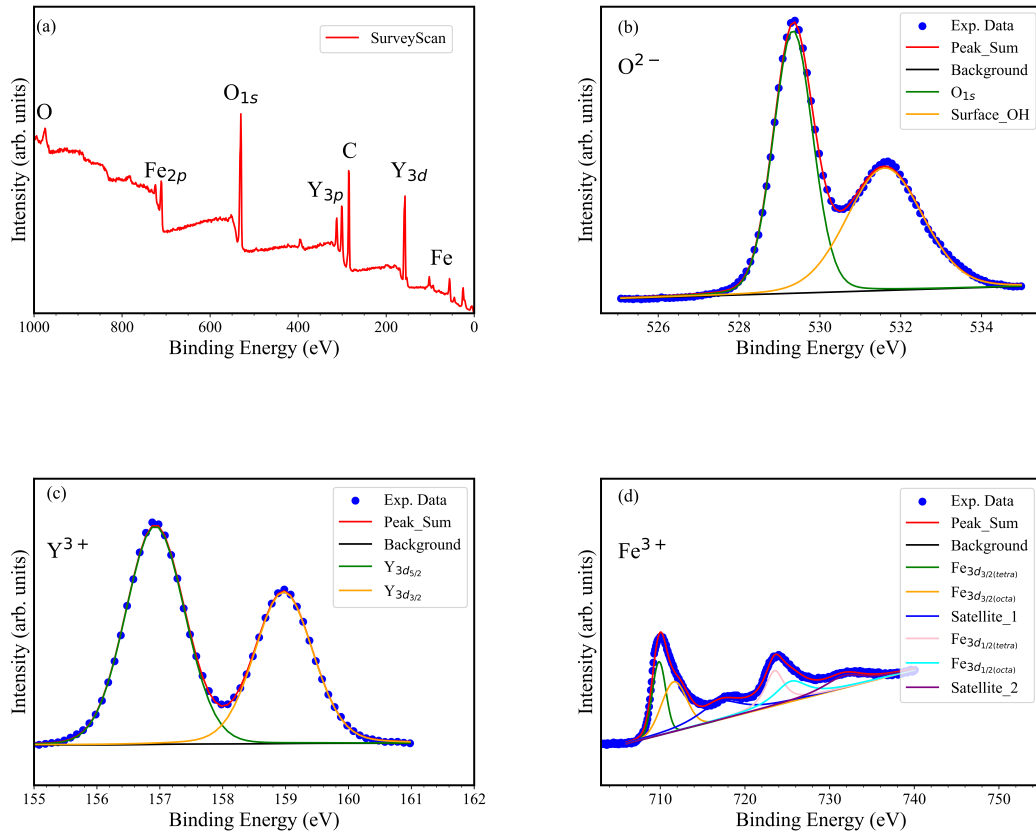 (a)
SurveyScan
O
Fe2p
O1s
Y3p
C
Y3d
Fe
Intensity (arb. units)
1000 800 600 400 200 0
Binding Energy (eV)
(b)
O2−
Exp. Data
Peak_Sum
Background
O1s
Surface_OH
Intensity (arb. units)
526 528 530 532 534
Binding Energy (eV)
(c)
Y3+
Exp. Data
Peak_Sum
Background
Y3d5/2
Y3d3/2
Intensity (arb. units)
155 156 157 158 159 160 161 162
Binding Energy (eV)
(d)
Fe3+
Exp. Data
Peak_Sum
Background
Fe3d3/2(tetra)
Fe3d3/2(octa)
Satellite_1
Fe3d1/2(tetra)
Fe3d1/2(octa)
Satellite_2
Intensity (arb. units)
710 720 730 740 750
Binding Energy (eV)